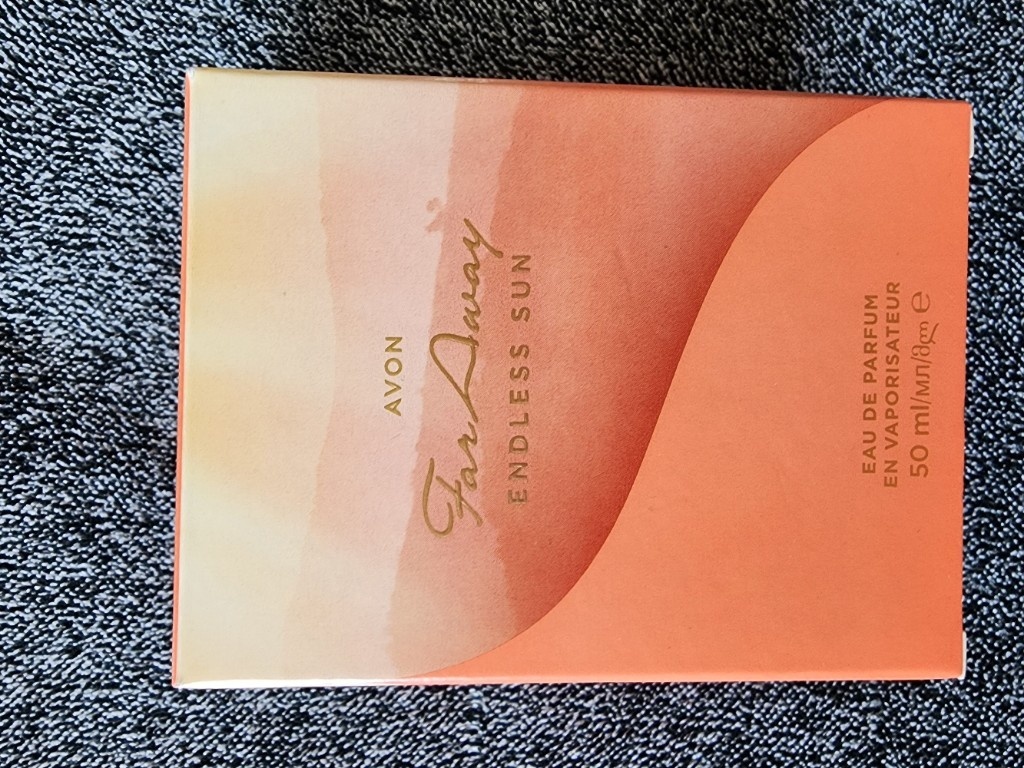 AVON
Far Away
ENDLESS SUN
EAU DE PARFUM
EN VAPORISATEUR
50 ml/мл/მლ ℮